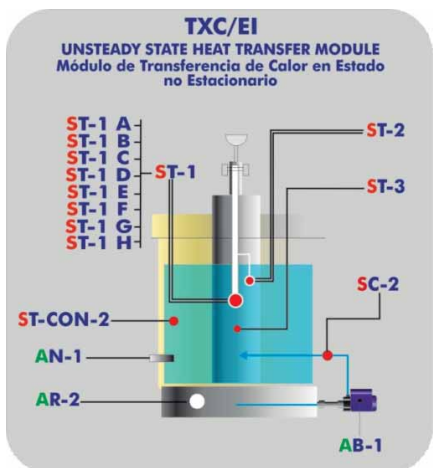 TXC/EI
UNSTEADY STATE HEAT TRANSFER MODULE
Módulo de Transferencia de Calor en Estado
no Estacionario
ST-1 A
ST-1 B
ST-1 C
ST-1 D
ST-1 E
ST-1 F
ST-1 G
ST-1 H
ST-1
ST-2
ST-3
SC-2
ST-CON-2
AN-1
AR-2
AB-1